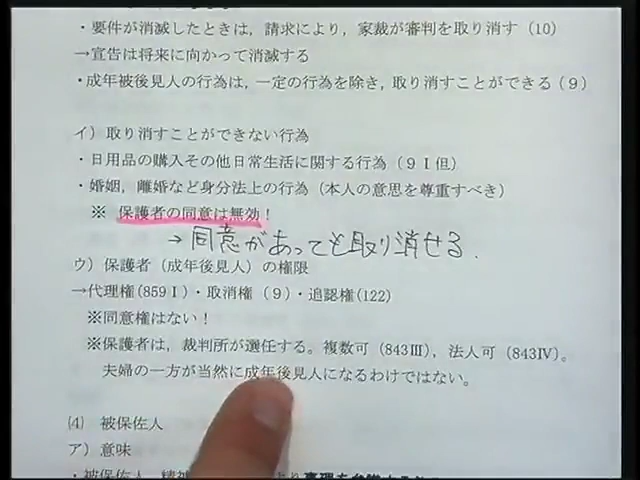 ・要件が消滅したときは，請求により，家裁が審判を取り消す（10）
→宣告は将来に向かって消滅する
・成年被後見人の行為は，一定の行為を除き，取り消すことができる（９）
イ）取り消すことができない行為
・日用品の購入その他日常生活に関する行為（９Ⅰ但）
・婚姻，離婚など身分法上の行為（本人の意思を尊重すべき）
※ 保護者の同意は無効！
→同意があっても取り消せる.
ウ）保護者（成年後見人）の権限
→代理権(859Ⅰ)・取消権（９）・追認権(122)
※同意権はない！
※保護者は，裁判所が選任する。複数可（843Ⅲ），法人可（843Ⅳ）。
夫婦の一方が当然に成年後見人になるわけではない。
⑷ 被保佐人
ア）意味
・被保佐人 精神